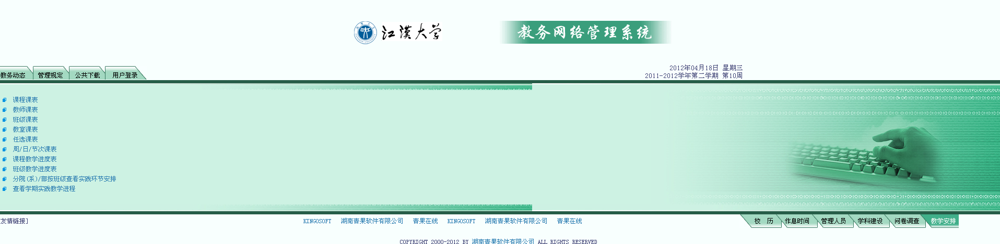 江漢大学
教务网络管理系统
2012年04月18日 星期三
教务动态 管理规定 公共下载 用户登录
2011-2012学年第二学期 第10周
课程课表
教师课表
班级课表
教室课表
任选课表
周/日/节次课表
课程教学进度表
班级教学进度表
分院(系)/部按班级查看实践环节安排
查看学期实践教学进程
友情链接] KINGOSOFT 湖南青果软件有限公司 青果在线 KINGOSOFT 湖南青果软件有限公司 青果在线 校 历 作息时间 管理人员 学科建设 问卷调查 教学安排
COPYRIGHT 2000-2012 BY 湖南青果软件有限公司 ALL RIGHTS RESERVED